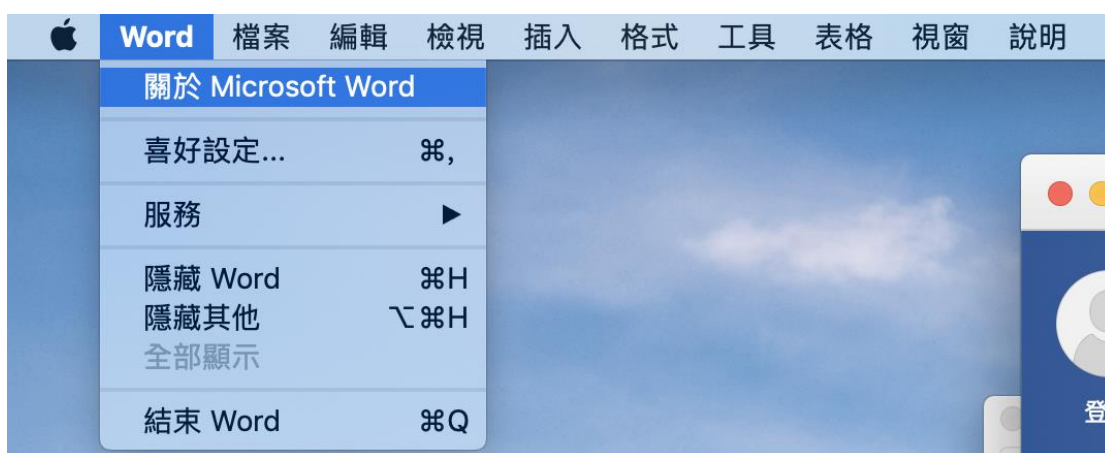 Word 檔案 編輯 檢視 插入 格式 工具 表格 視窗 說明
關於 Microsoft Word
喜好設定... ⌘,
服務 ▶
隱藏 Word ⌘H
隱藏其他 ⌥⌘H
全部顯示
結束 Word ⌘Q
登